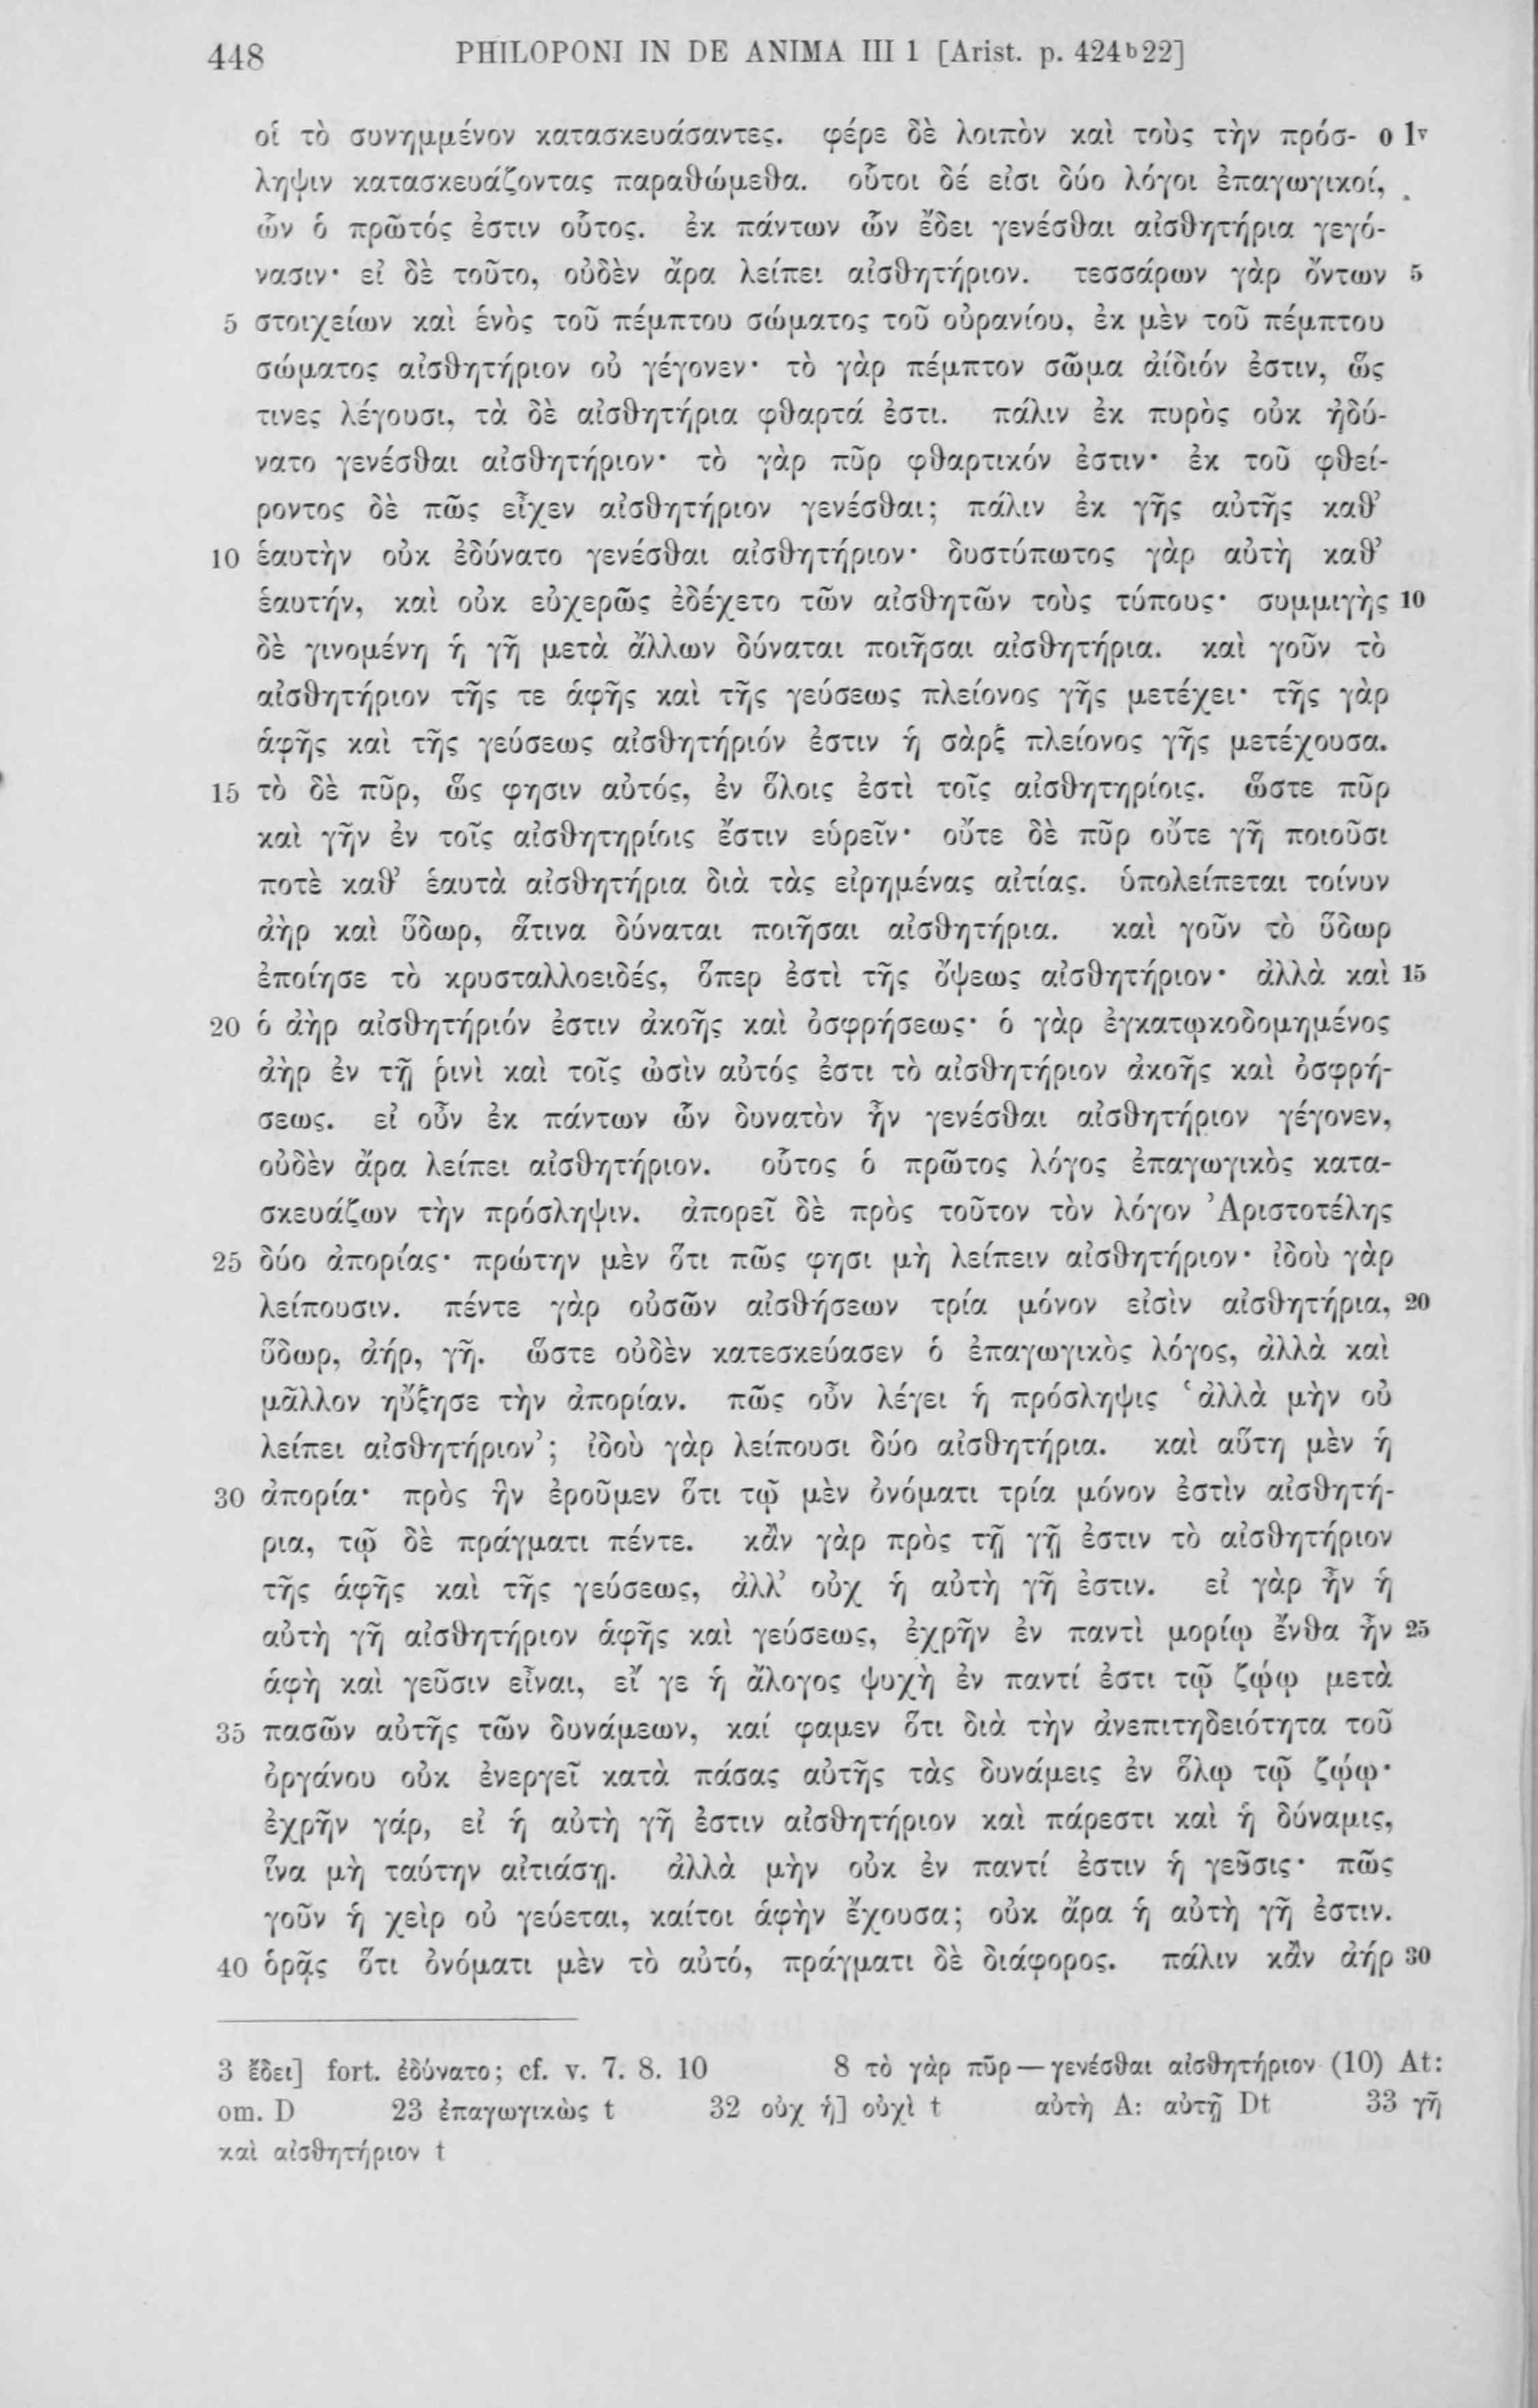 448 PHILOPONI IN DE ANIMA III 1 [Arist. p. 424b22]
οἱ τὸ συνημμένον κατασκευάσαντες. φέρε δὲ λοιπὸν καὶ τοὺς τὴν πρόσ- o 1v
ληψιν κατασκευάζοντας παραθώμεθα. οὗτοι δέ εἰσι δύο λόγοι ἐπαγωγικοί,
ὧν ὁ πρῶτός ἐστιν οὗτος. ἐκ πάντων ὧν ἔδει γενέσθαι αἰσθητήρια γεγό-
νασιν· εἰ δὲ τοῦτο, οὐδὲν ἄρα λείπει αἰσθητήριον. τεσσάρων γὰρ ὄντων 5
5 στοιχείων καὶ ἑνὸς τοῦ πέμπτου σώματος τοῦ οὐρανίου, ἐκ μὲν τοῦ πέμπτου
σώματος αἰσθητήριον οὐ γέγονεν· τὸ γὰρ πέμπτον σῶμα ἀίδιόν ἐστιν, ὥς
τινες λέγουσι, τὰ δὲ αἰσθητήρια φθαρτά ἐστι. πάλιν ἐκ πυρὸς οὐκ ἠδύ-
νατο γενέσθαι αἰσθητήριον· τὸ γὰρ πῦρ φθαρτικόν ἐστιν· ἐκ τοῦ φθεί-
ροντος δὲ πῶς εἶχεν αἰσθητήριον γενέσθαι; πάλιν ἐκ γῆς αὐτῆς καθ’
10 ἑαυτὴν οὐκ ἐδύνατο γενέσθαι αἰσθητήριον· δυστύπωτος γὰρ αὐτὴ καθ’
ἑαυτήν, καὶ οὐκ εὐχερῶς ἐδέχετο τῶν αἰσθητῶν τοὺς τύπους· συμμιγὴς 10
δὲ γινομένη ἡ γῆ μετὰ ἄλλων δύναται ποιῆσαι αἰσθητήρια. καὶ γοῦν τὸ
αἰσθητήριον τῆς τε ἁφῆς καὶ τῆς γεύσεως πλείονος γῆς μετέχει· τῆς γὰρ
ἁφῆς καὶ τῆς γεύσεως αἰσθητήριόν ἐστιν ἡ σὰρξ πλείονος γῆς μετέχουσα.
15 τὸ δὲ πῦρ, ὥς φησιν αὐτός, ἐν ὅλοις ἐστὶ τοῖς αἰσθητηρίοις. ὥστε πῦρ
καὶ γῆν ἐν τοῖς αἰσθητηρίοις ἔστιν εὑρεῖν· οὔτε δὲ πῦρ οὔτε γῆ ποιοῦσι
ποτὲ καθ’ ἑαυτὰ αἰσθητήρια διὰ τὰς εἰρημένας αἰτίας. ὑπολείπεται τοίνυν
ἀὴρ καὶ ὕδωρ, ἅτινα δύναται ποιῆσαι αἰσθητήρια. καὶ γοῦν τὸ ὕδωρ
ἐποίησε τὸ κρυσταλλοειδές, ὅπερ ἐστὶ τῆς ὄψεως αἰσθητήριον· ἀλλὰ καὶ 15
20 ὁ ἀὴρ αἰσθητήριόν ἐστιν ἀκοῆς καὶ ὀσφρήσεως· ὁ γὰρ ἐγκατῳκοδομημένος
ἀὴρ ἐν τῇ ῥινὶ καὶ τοῖς ὠσὶν αὐτός ἐστι τὸ αἰσθητήριον ἀκοῆς καὶ ὀσφρή-
σεως. εἰ οὖν ἐκ πάντων ὧν δυνατὸν ἦν γενέσθαι αἰσθητήριον γέγονεν,
οὐδὲν ἄρα λείπει αἰσθητήριον. οὗτος ὁ πρῶτος λόγος ἐπαγωγικὸς κατα-
σκευάζων τὴν πρόσληψιν. ἀπορεῖ δὲ πρὸς τοῦτον τὸν λόγον Ἀριστοτέλης
25 δύο ἀπορίας· πρώτην μὲν ὅτι πῶς φησι μὴ λείπειν αἰσθητήριον· ἰδοὺ γὰρ
λείπουσιν. πέντε γὰρ οὐσῶν αἰσθήσεων τρία μόνον εἰσὶν αἰσθητήρια, 20
ὕδωρ, ἀήρ, γῆ. ὥστε οὐδὲν κατεσκεύασεν ὁ ἐπαγωγικὸς λόγος, ἀλλὰ καὶ
μᾶλλον ηὔξησε τὴν ἀπορίαν. πῶς οὖν λέγει ἡ πρόσληψις ‘ἀλλὰ μὴν οὐ
λείπει αἰσθητήριον’; ἰδοὺ γὰρ λείπουσι δύο αἰσθητήρια. καὶ αὕτη μὲν ἡ
30 ἀπορία· πρὸς ἣν ἐροῦμεν ὅτι τῷ μὲν ὀνόματι τρία μόνον ἐστὶν αἰσθητή-
ρια, τῷ δὲ πράγματι πέντε. κἂν γὰρ πρὸς τῇ γῇ ἐστιν τὸ αἰσθητήριον
τῆς ἁφῆς καὶ τῆς γεύσεως, ἀλλ’ οὐχ ἡ αὐτὴ γῆ ἐστιν. εἰ γὰρ ἦν ἡ
αὐτὴ γῆ αἰσθητήριον ἁφῆς καὶ γεύσεως, ἐχρῆν ἐν παντὶ μορίῳ ἔνθα ἦν 25
ἁφὴ καὶ γεῦσιν εἶναι, εἴ γε ἡ ἄλογος ψυχὴ ἐν παντί ἐστι τῷ ζῴῳ μετὰ
35 πασῶν αὐτῆς τῶν δυνάμεων, καί φαμεν ὅτι διὰ τὴν ἀνεπιτηδειότητα τοῦ
ὀργάνου οὐκ ἐνεργεῖ κατὰ πάσας αὐτῆς τὰς δυνάμεις ἐν ὅλῳ τῷ ζῴῳ·
ἐχρῆν γάρ, εἰ ἡ αὐτὴ γῆ ἐστιν αἰσθητήριον καὶ πάρεστι καὶ ἡ δύναμις,
ἵνα μὴ ταύτην αἰτιάσῃ. ἀλλὰ μὴν οὐκ ἐν παντί ἐστιν ἡ γεῦσις· πῶς
γοῦν ἡ χεὶρ οὐ γεύεται, καίτοι ἁφὴν ἔχουσα; οὐκ ἄρα ἡ αὐτὴ γῆ ἐστιν.
40 ὁρᾷς ὅτι ὀνόματι μὲν τὸ αὐτό, πράγματι δὲ διάφορος. πάλιν κἂν ἀήρ 30
3 ἔδει] fort. ἐδύνατο; cf. v. 7. 8. 10 8 τὸ γὰρ πῦρ — γενέσθαι αἰσθητήριον (10) At:
om. D 23 ἐπαγωγικὼς t 32 οὐχ ἡ] οὐχὶ t αὐτὴ A: αὐτῇ Dt 33 γῆ
καὶ αἰσθητήριον t